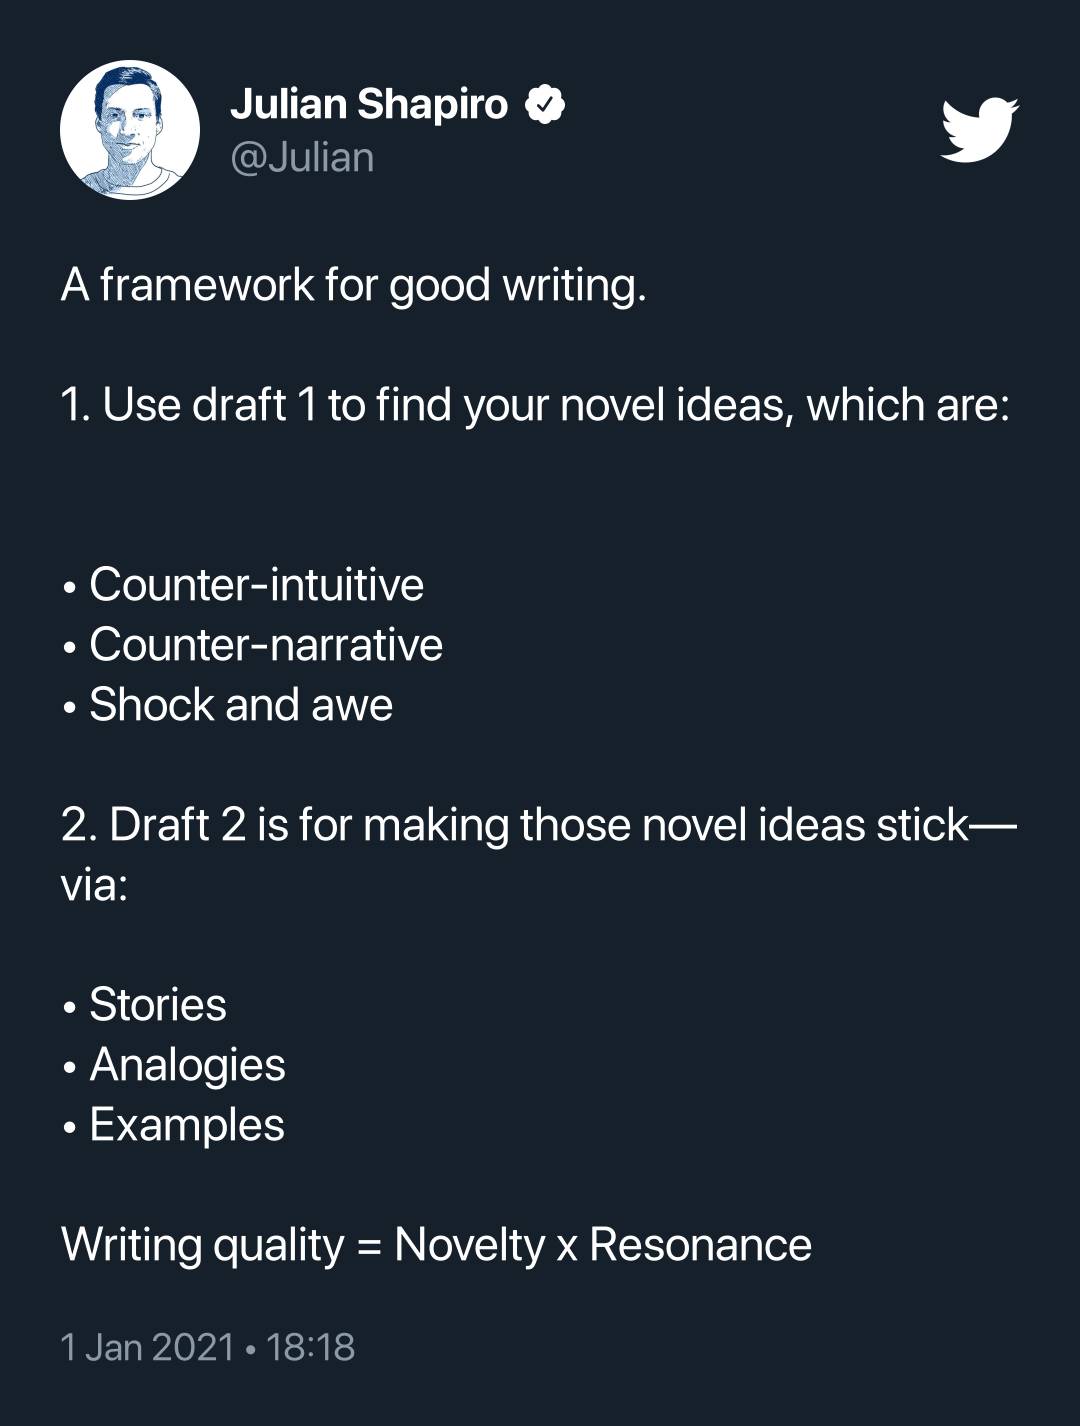 Julian Shapiro
@Julian
A framework for good writing.
1. Use draft 1 to find your novel ideas, which are:
• Counter-intuitive
• Counter-narrative
• Shock and awe
2. Draft 2 is for making those novel ideas stick—
via:
• Stories
• Analogies
• Examples
Writing quality = Novelty x Resonance
1 Jan 2021 • 18:18